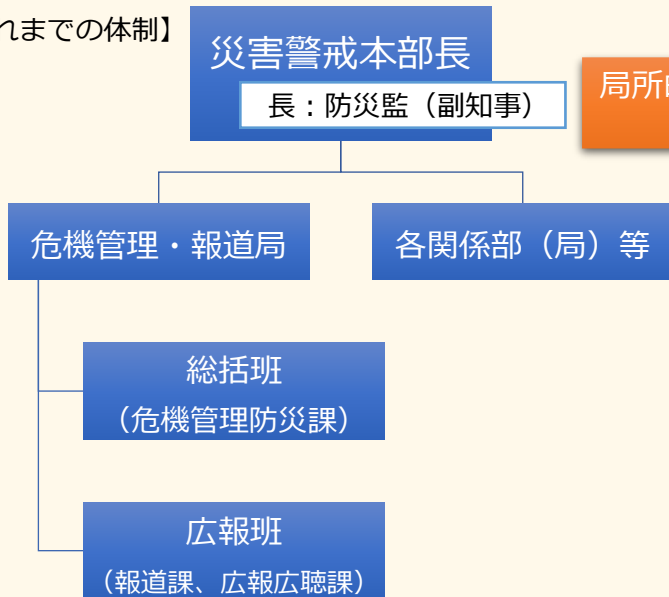 れまでの体制】
災害警戒本部長
長：防災監（副知事）
局所
危機管理・報道局
各関係部（局）等
総括班
（危機管理防災課）
広報班
（報道課、広報広聴課）